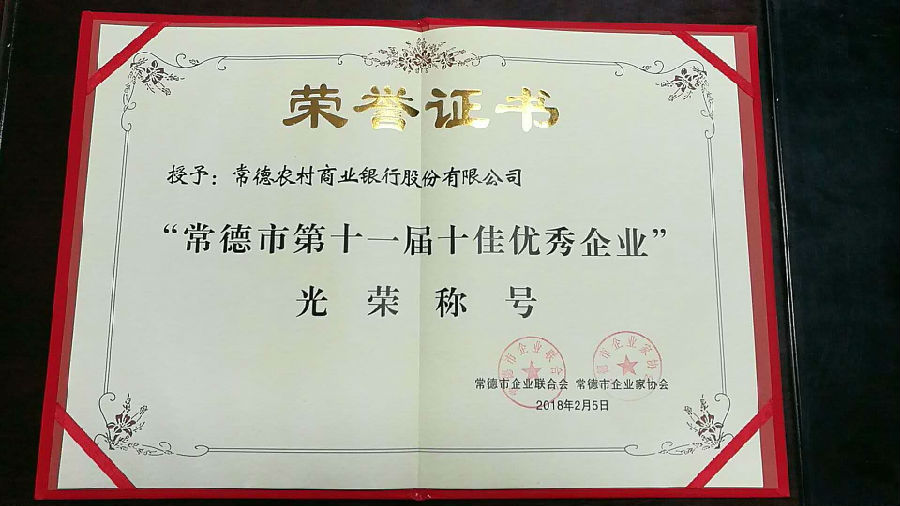 荣誉证书
授予：常德农村商业银行股份有限公司
“常德市第十一届十佳优秀企业”
光荣称号
常德市企业联合会 常德市企业家协会
2018年2月5日